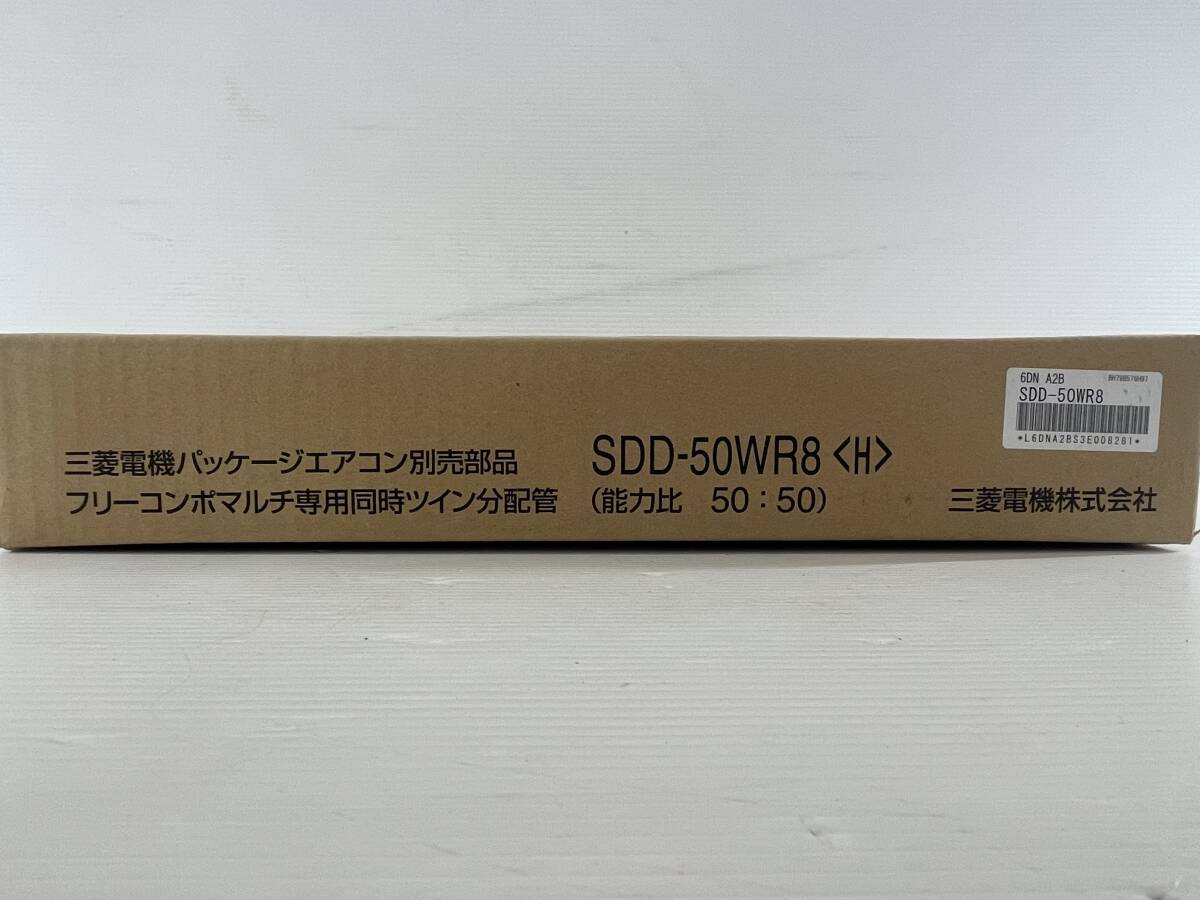 三菱電機パッケージエアコン別売部品
フリーコンポマルチ専用同時ツイン分配管
SDD-50WR8<H>
(能力比 50:50)
三菱電機株式会社
6DN A2B
SDD-50WR8
*L6DNA2BS3E008281*